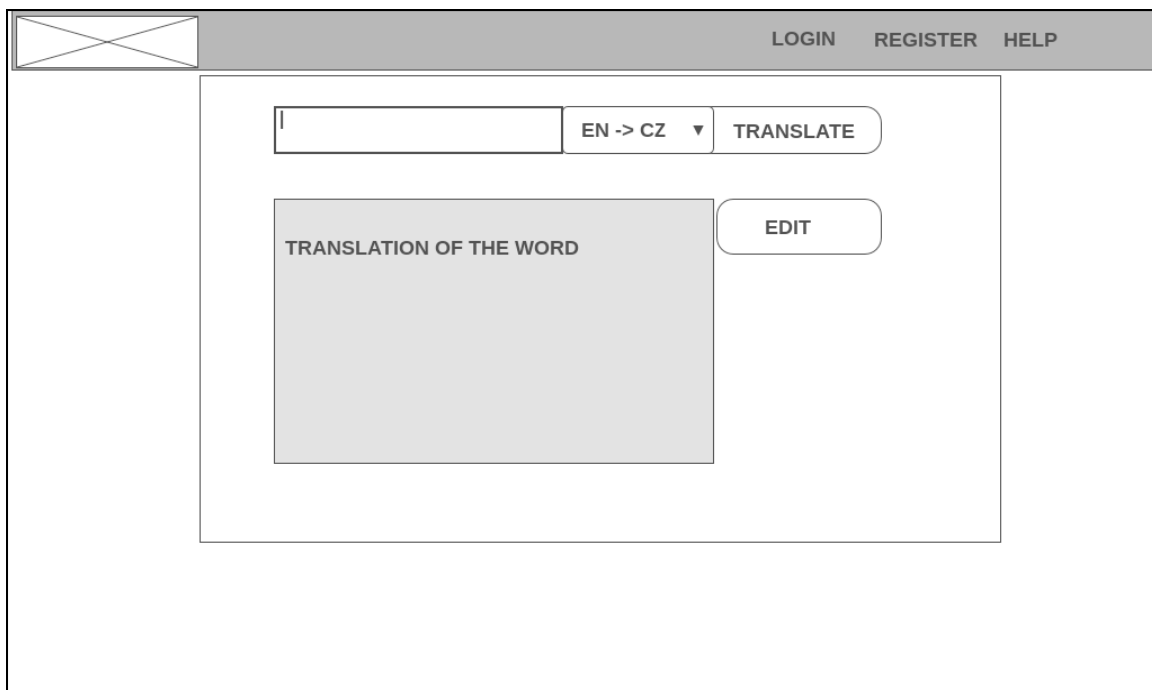 LOGIN REGISTER HELP
EN -> CZ ▼ TRANSLATE
EDIT
TRANSLATION OF THE WORD